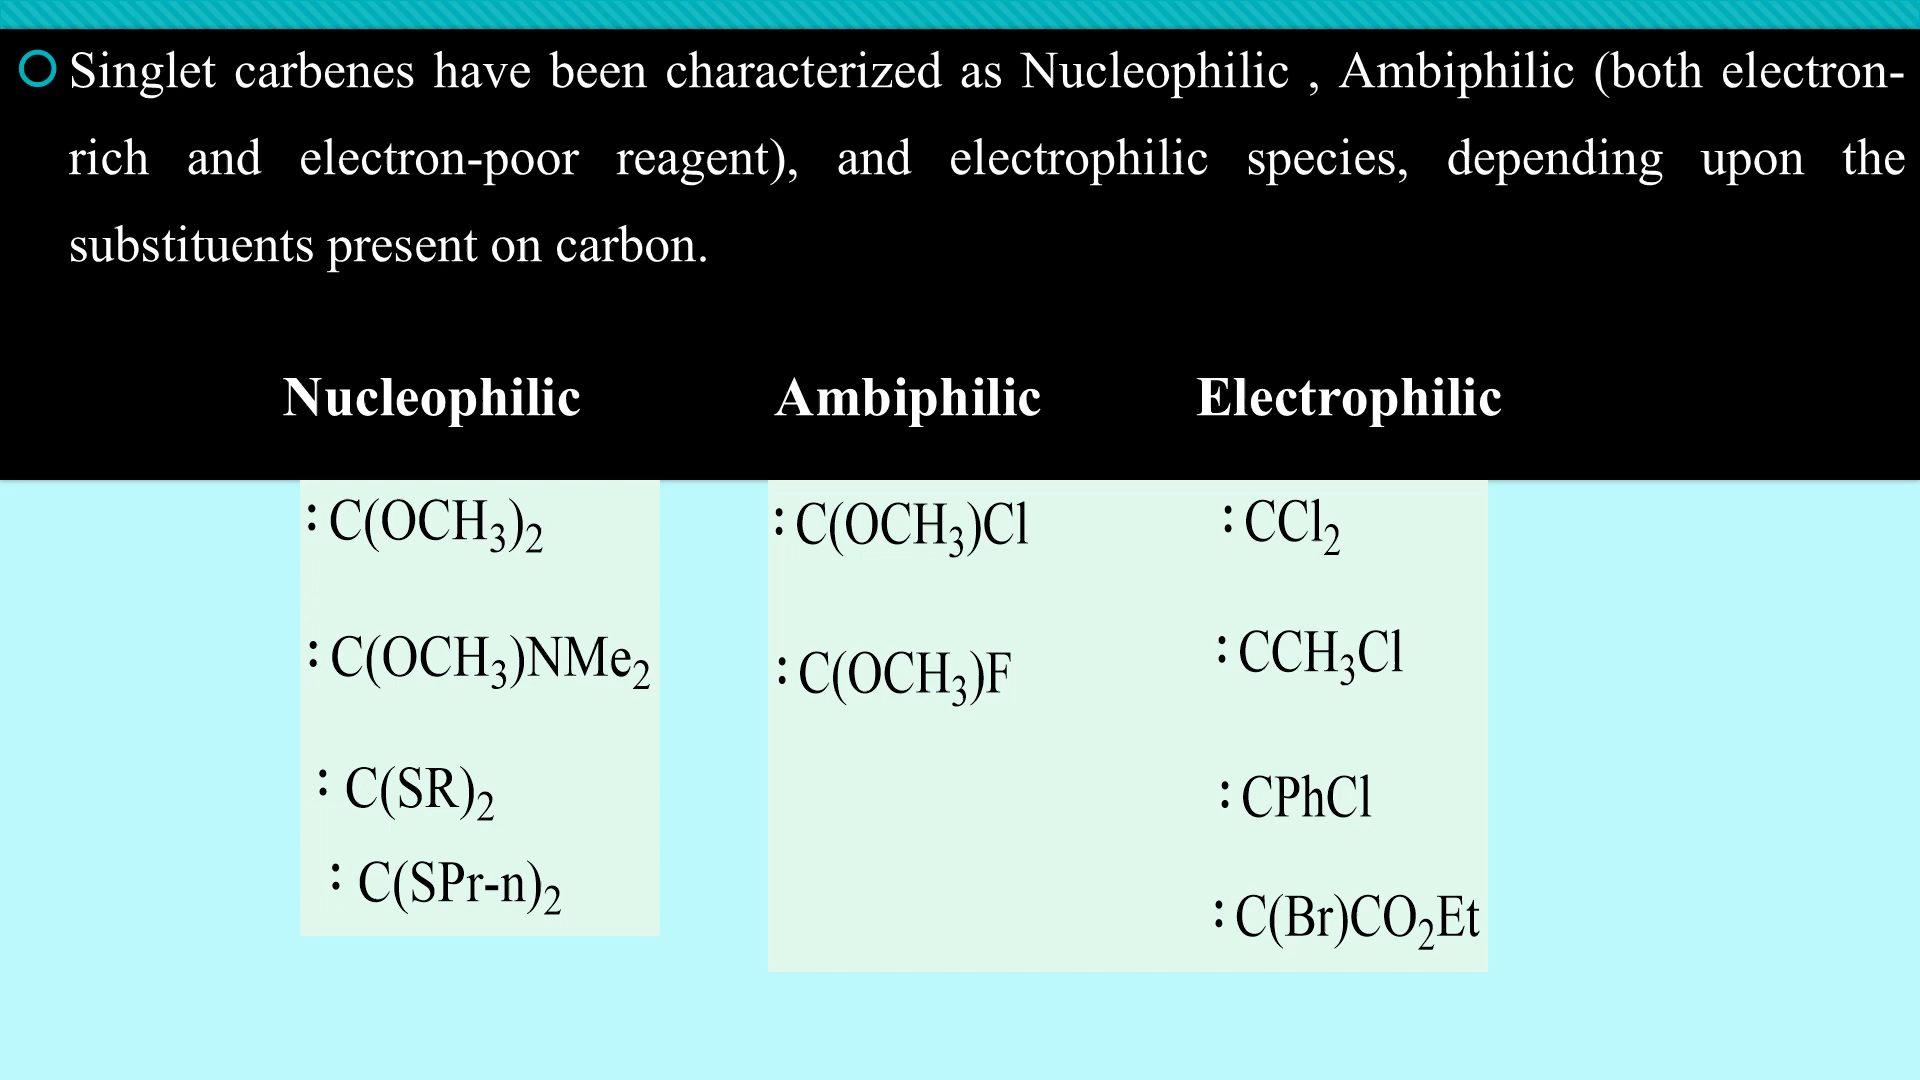 Singlet carbenes have been characterized as Nucleophilic , Ambiphilic (both electron-
rich and electron-poor reagent), and electrophilic species, depending upon the
substituents present on carbon.
Nucleophilic Ambiphilic Electrophilic
:C(OCH₃)₂ :C(OCH₃)Cl :CCl₂
:C(OCH₃)NMe₂ :C(OCH₃)F :CCH₃Cl
: C(SR)₂ :CPhCl
: C(SPr-n)₂ :C(Br)CO₂Et